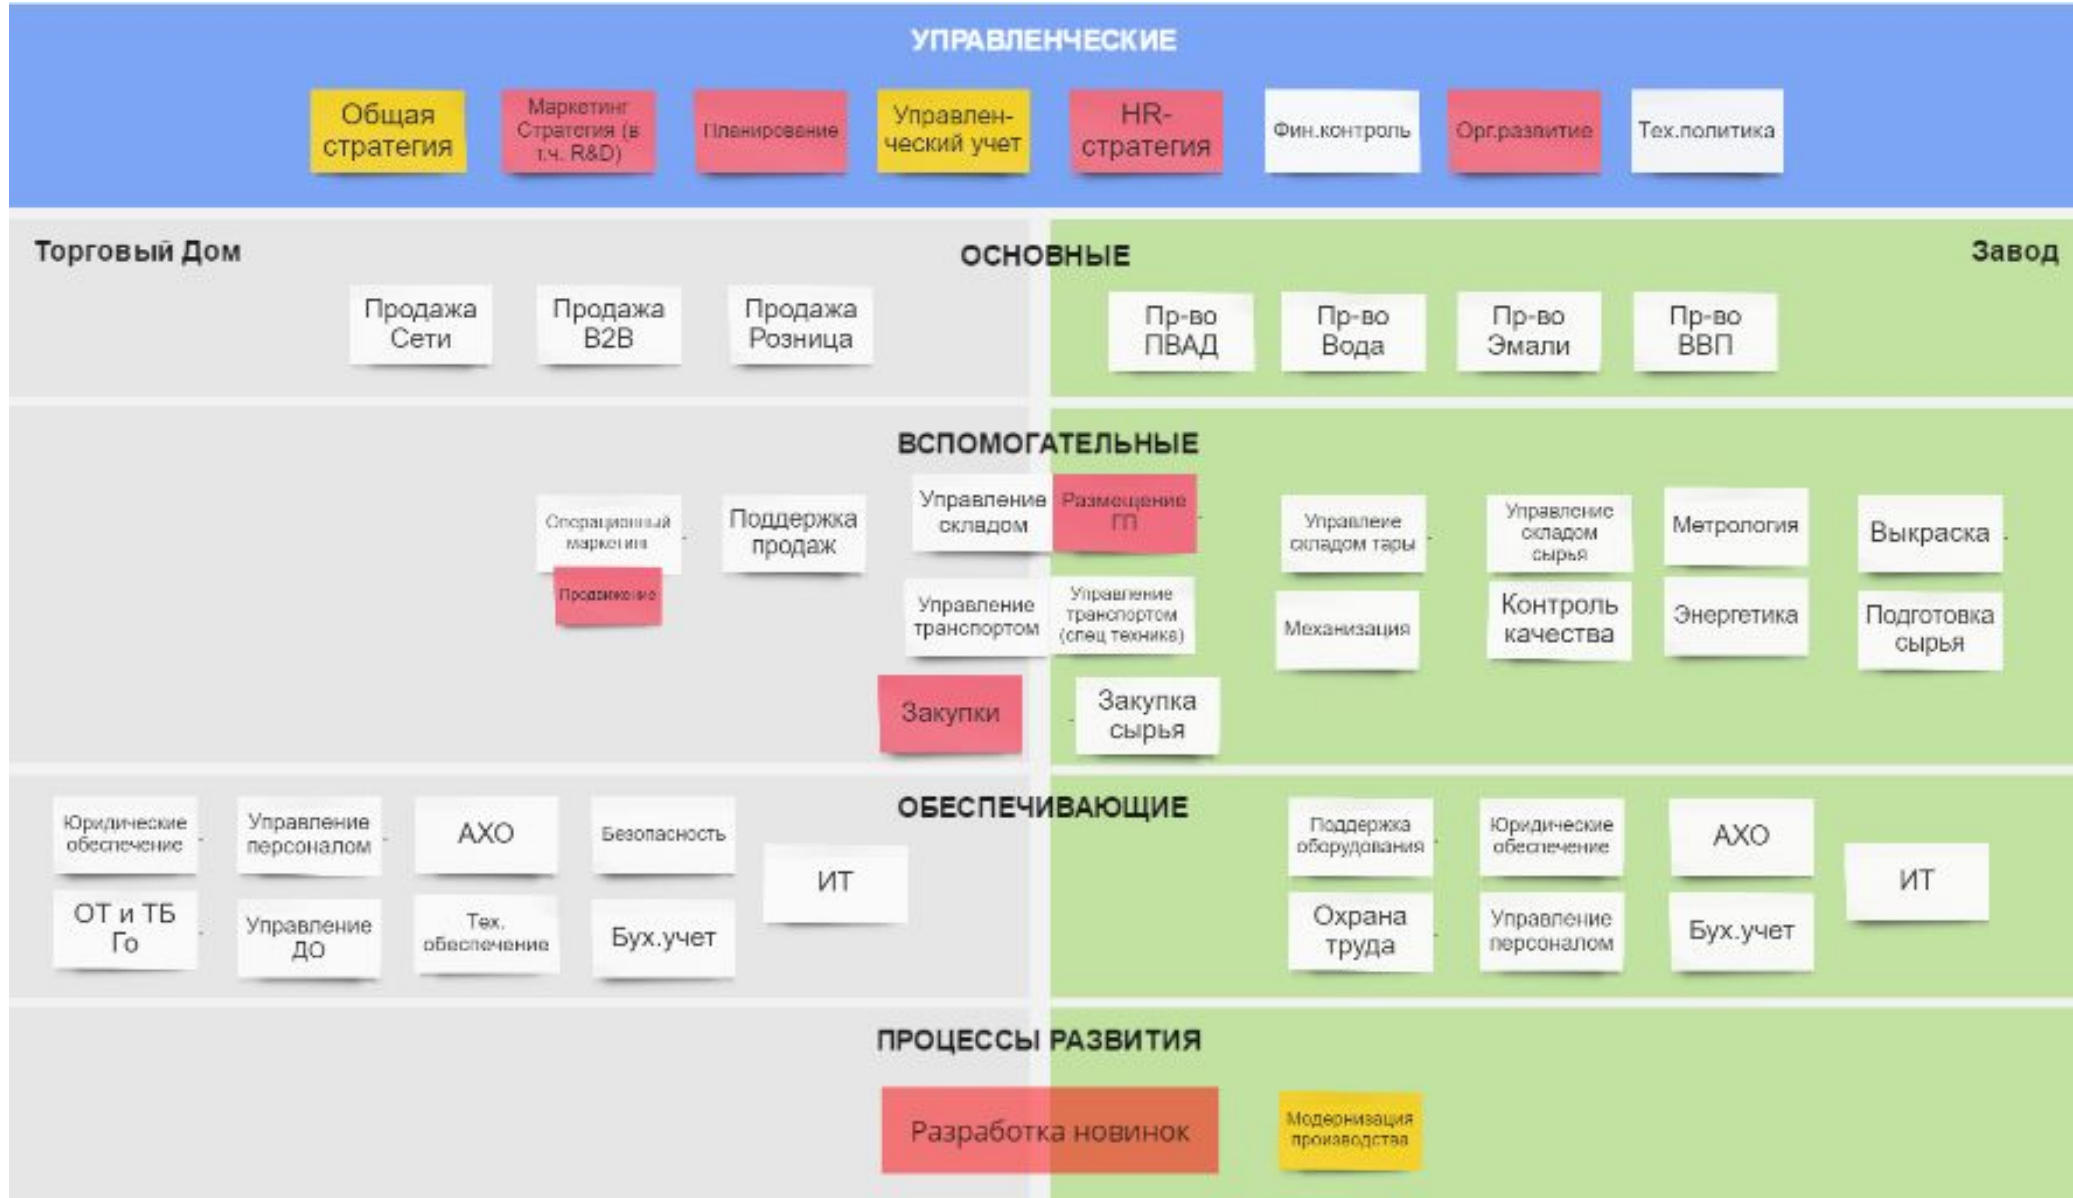 УПРАВЛЕНЧЕСКИЕ
Общая
стратегия
Маркетинг
Стратегия (в
т.ч. R&D)
Планирование
Управлен-
ческий учет
HR-
стратегия
Фин.контроль
Орг.развитие
Тех.политика
Торговый Дом
ОСНОВНЫЕ
Завод
Продажа
Сети
Продажа
B2B
Продажа
Розница
Пр-во
ПВАД
Пр-во
Вода
Пр-во
Эмали
Пр-во
ВВП
ВСПОМОГАТЕЛЬНЫЕ
Операционный
маркетинг
Продвижение
Поддержка
продаж
Управление
складом
Размещение
ГП
Управлеие
складом тары
Управление
складом
сырья
Метрология
Выкраска
Управление
транспортом
Управление
транспортом
(спец техника)
Механизация
Контроль
качества
Энергетика
Подготовка
сырья
Закупки
Закупка
сырья
ОБЕСПЕЧИВАЮЩИЕ
Юридические
обеспечение
Управление
персоналом
АХО
Безопасность
ИТ
ОТ и ТБ
Го
Управление
ДО
Тех.
обеспечение
Бух.учет
Поддержка
оборудования
Юридические
обеспечение
АХО
ИТ
Охрана
труда
Управление
персоналом
Бух.учет
ПРОЦЕССЫ РАЗВИТИЯ
Разработка новинок
Модернизация
производства